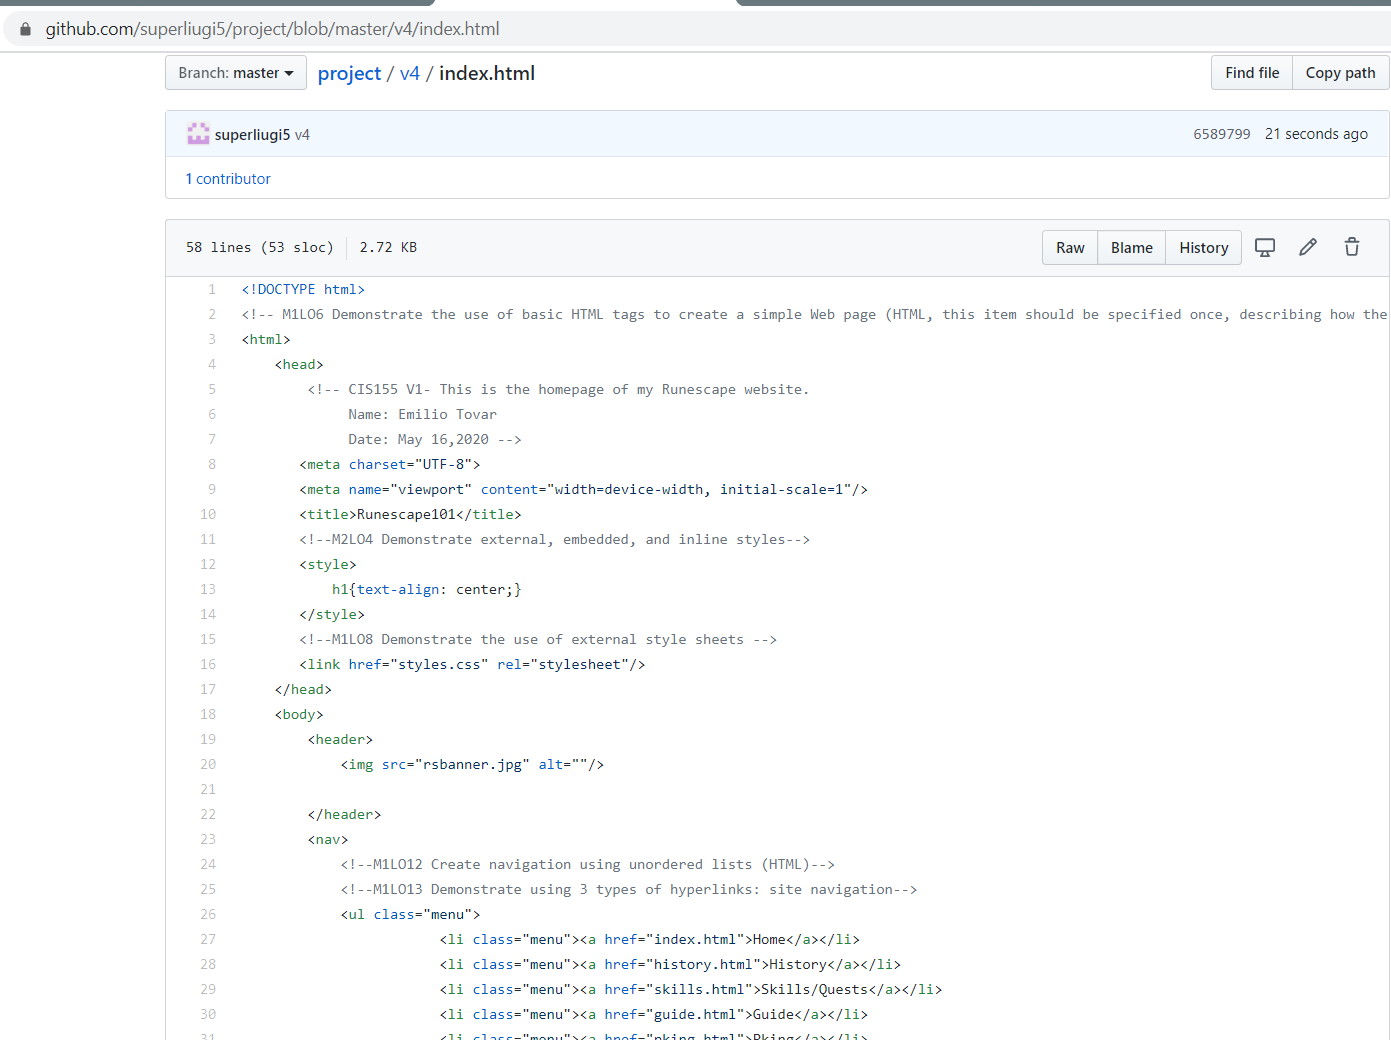 github.com/superliugi5/project/blob/master/v4/index.html
Branch: master
project / v4 / index.html
Find file
Copy path
superliugi5 v4
6589799 21 seconds ago
1 contributor
58 lines (53 sloc) 2.72 KB
Raw
Blame
History
1 <!DOCTYPE html>
2 <!-- M1LO6 Demonstrate the use of basic HTML tags to create a simple Web page (HTML, this item should be specified once, describing how the
3 <html>
4 <head>
5 <!-- CIS155 V1- This is the homepage of my Runescape website.
6 Name: Emilio Tovar
7 Date: May 16,2020 -->
8 <meta charset="UTF-8">
9 <meta name="viewport" content="width=device-width, initial-scale=1"/>
10 <title>Runescape101</title>
11 <!--M2LO4 Demonstrate external, embedded, and inline styles-->
12 <style>
13 h1{text-align: center;}
14 </style>
15 <!--M1LO8 Demonstrate the use of external style sheets -->
16 <link href="styles.css" rel="stylesheet"/>
17 </head>
18 <body>
19 <header>
20 <img src="rsbanner.jpg" alt=""/>
21
22 </header>
23 <nav>
24 <!--M1LO12 Create navigation using unordered lists (HTML)-->
25 <!--M1LO13 Demonstrate using 3 types of hyperlinks: site navigation-->
26 <ul class="menu">
27 <li class="menu"><a href="index.html">Home</a></li>
28 <li class="menu"><a href="history.html">History</a></li>
29 <li class="menu"><a href="skills.html">Skills/Quests</a></li>
30 <li class="menu"><a href="guide.html">Guide</a></li>
31 <li class="menu"><a href="pking.html">Pking</a></li>